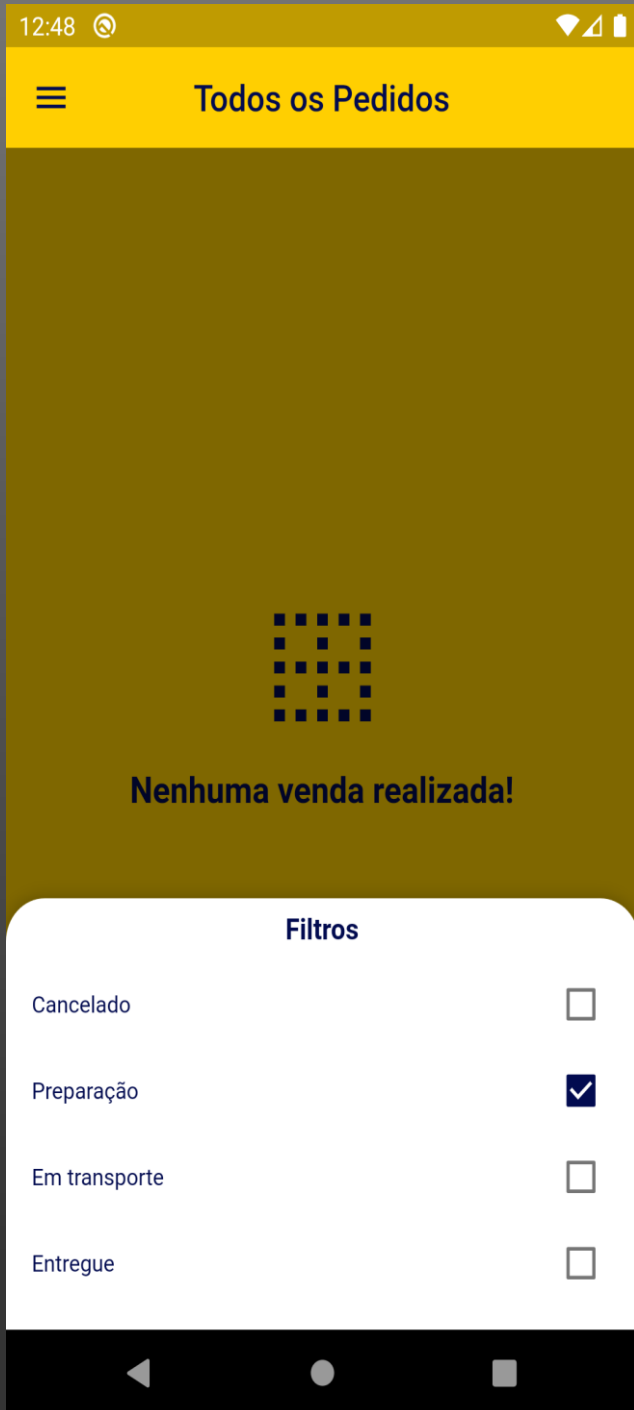 12:48
Todos os Pedidos
Nenhuma venda realizada!
Filtros
Cancelado
Preparação
Em transporte
Entregue